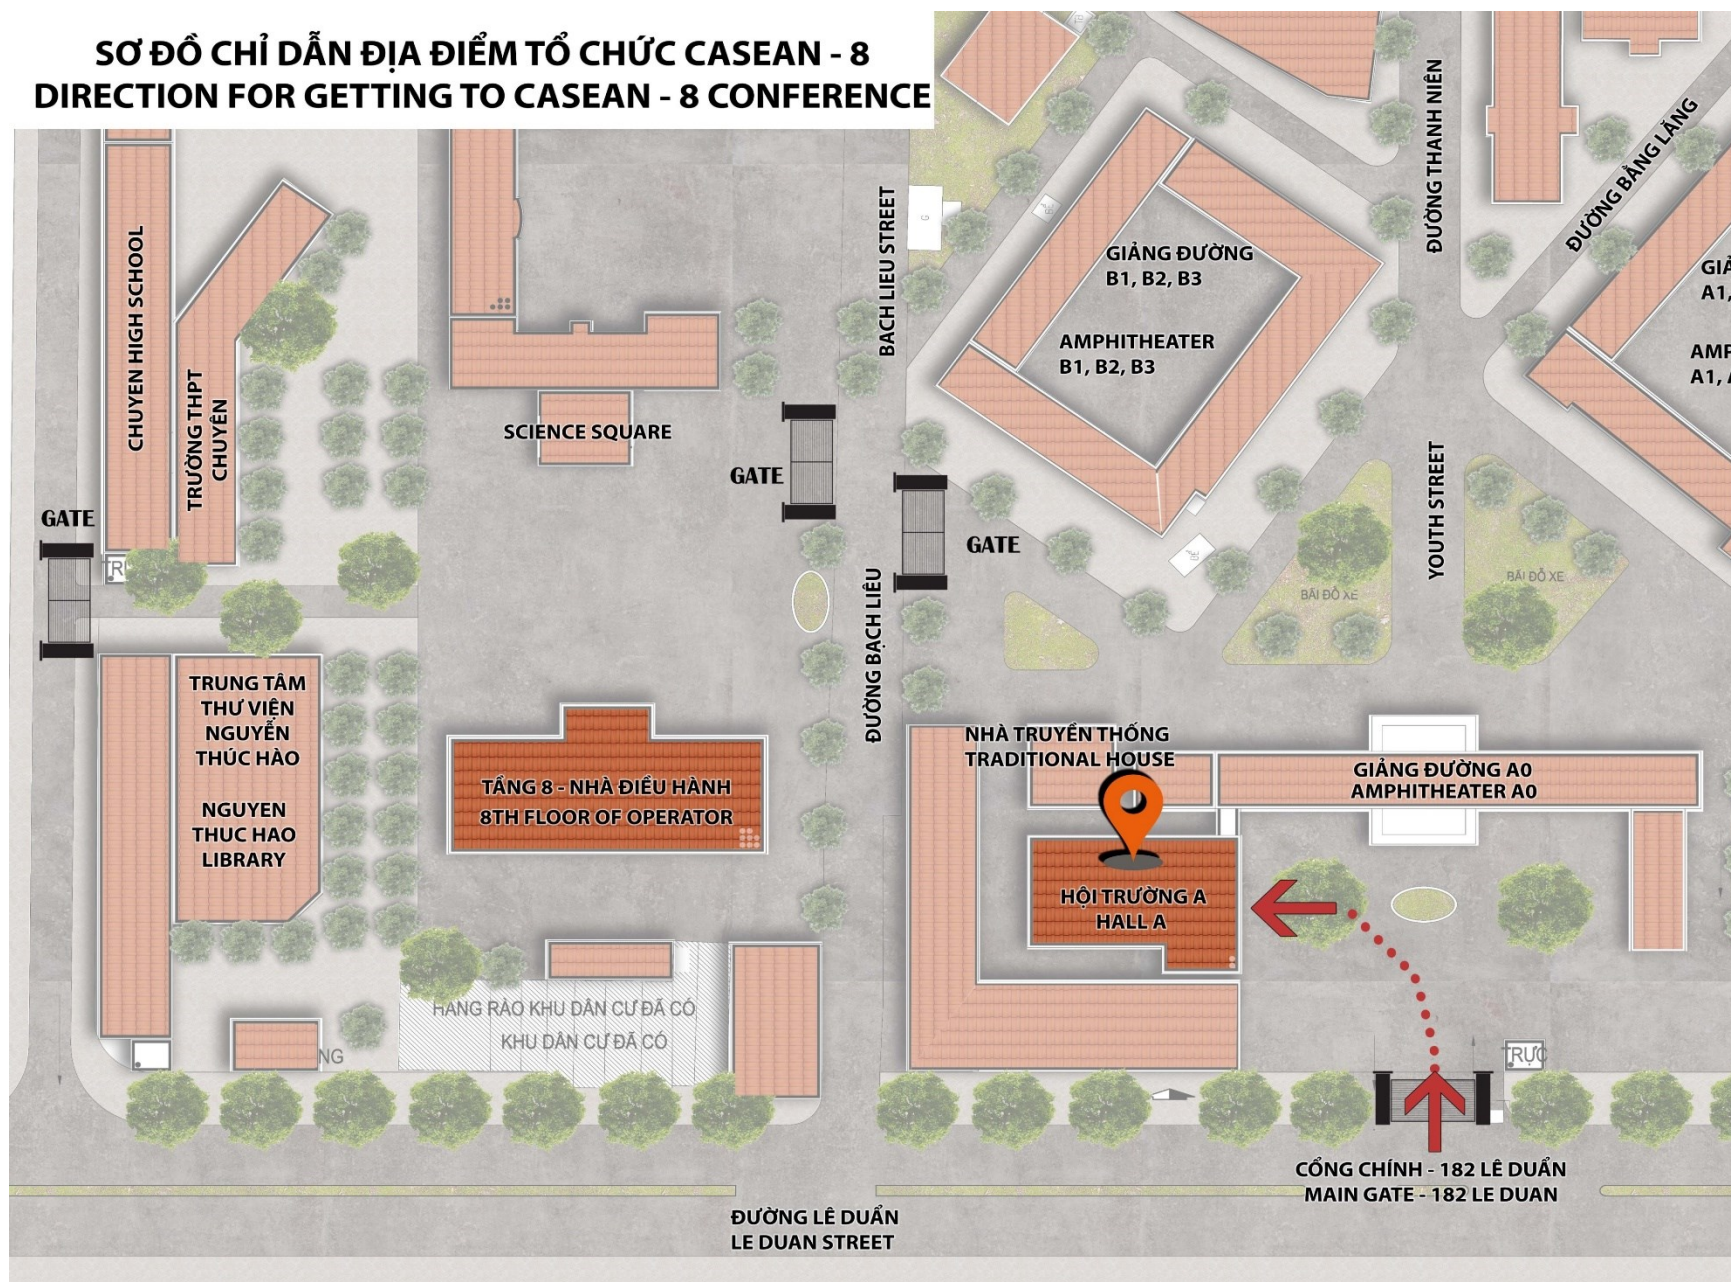 SƠ ĐỒ CHỈ DẪN ĐỊA ĐIỂM TỔ CHỨC CASEAN - 8
DIRECTION FOR GETTING TO CASEAN - 8 CONFERENCE
CHUYEN HIGH SCHOOL
TRƯỜNG THPT
CHUYÊN
GATE
SCIENCE SQUARE
GATE
BACH LIEU STREET
GIẢNG ĐƯỜNG
B1, B2, B3
AMPHITHEATER
B1, B2, B3
GATE
ĐƯỜNG THANH NIÊN
ĐƯỜNG BẰNG LĂNG
A1,
A1,
YOUTH STREET
BÃI ĐỖ XE
BÃI ĐỖ XE
ĐƯỜNG BẠCH LIÊU
TRUNG TÂM
THƯ VIỆN
NGUYỄN
THÚC HÀO
NGUYEN
THUC HAO
LIBRARY
TẦNG 8 - NHÀ ĐIỀU HÀNH
8TH FLOOR OF OPERATOR
NHÀ TRUYỀN THỐNG
TRADITIONAL HOUSE
GIẢNG ĐƯỜNG A0
AMPHITHEATER A0
HỘI TRƯỜNG A
HALL A
HÀNG RÀO KHU DÂN CƯ ĐÃ CÓ
KHU DÂN CƯ ĐÃ CÓ
NG
TRỰC
CỔNG CHÍNH - 182 LÊ DUẨN
MAIN GATE - 182 LE DUAN
ĐƯỜNG LÊ DUẨN
LE DUAN STREET